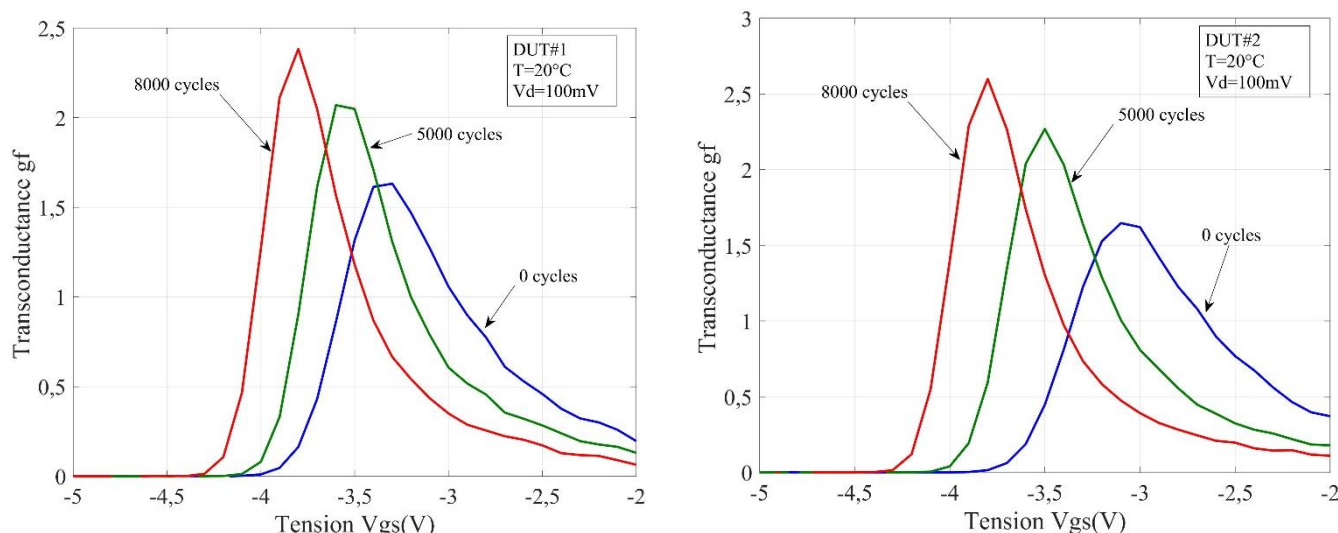 2,5
2
1,5
1
0,5
0
Transconductance gf
DUT#1
T=20°C
Vd=100mV
8000 cycles
5000 cycles
0 cycles
-5
-4,5
-4
-3,5
-3
-2,5
-2
Tension Vgs(V)
3
2,5
2
1,5
1
0,5
0
Transconductance gf
DUT#2
T=20°C
Vd=100mV
8000 cycles
5000 cycles
0 cycles
-5
-4,5
-4
-3,5
-3
-2,5
-2
Tension Vgs(V)